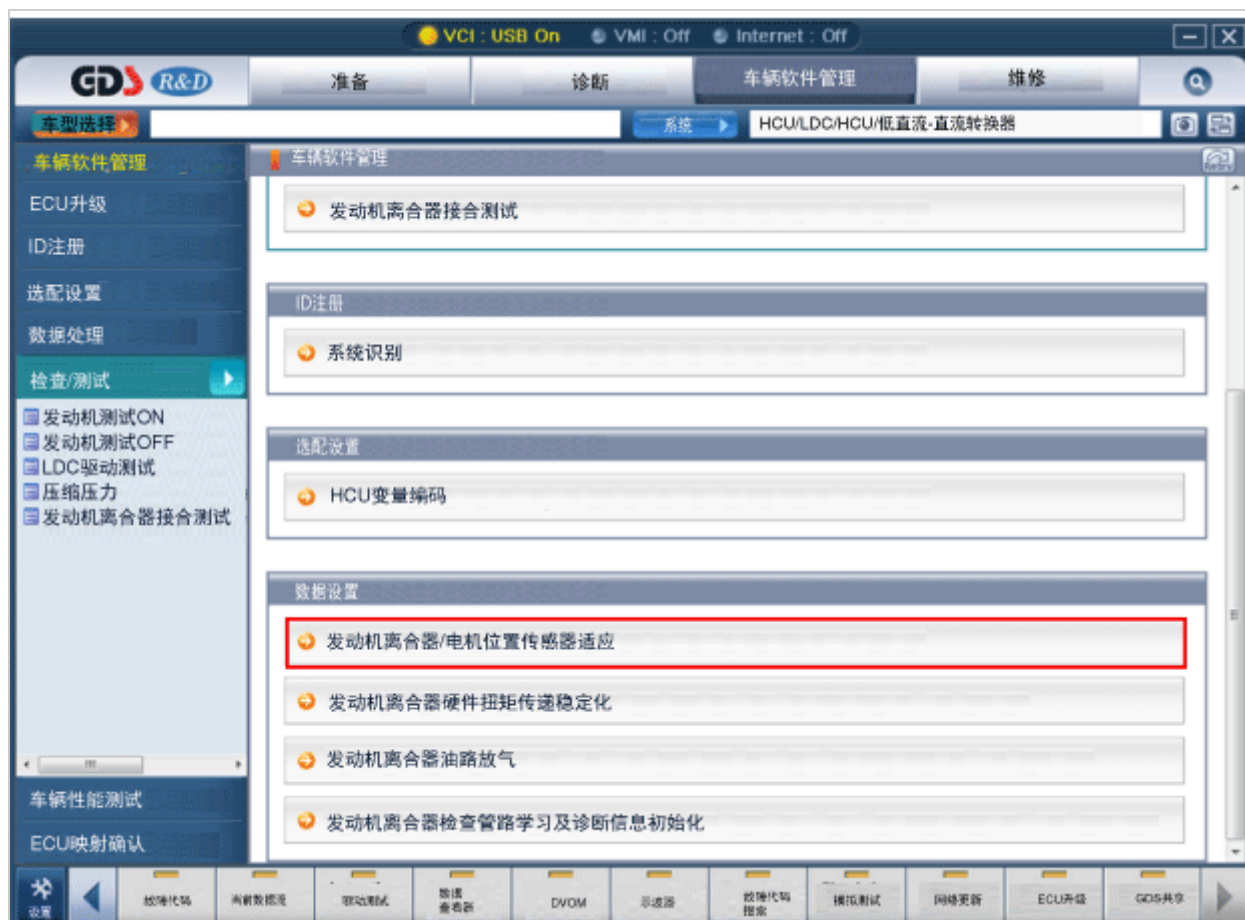 VCI : USB On VMI : Off Internet : Off
GDS R&D 准备 诊断 车辆软件管理 维修
车型选择 系统 HCU/LDC/HCU/低直流-直流转换器
车辆软件管理
ECU升级
ID注册
选配设置
数据处理
检查/测试
发动机测试ON
发动机测试OFF
LDC驱动测试
压缩压力
发动机离合器接合测试
车辆性能测试
ECU映射确认
车辆软件管理
发动机离合器接合测试
ID注册
系统识别
选配设置
HCU变量编码
数据设置
发动机离合器/电机位置传感器适应
发动机离合器硬件扭矩传递稳定化
发动机离合器油路放气
发动机离合器检查管路学习及诊断信息初始化
设置 故障代码 当前数据流 驱动测试 数据查看器 DVOM 示波器 故障代码搜索 模拟测试 网络更新 ECU升级 GDS共享